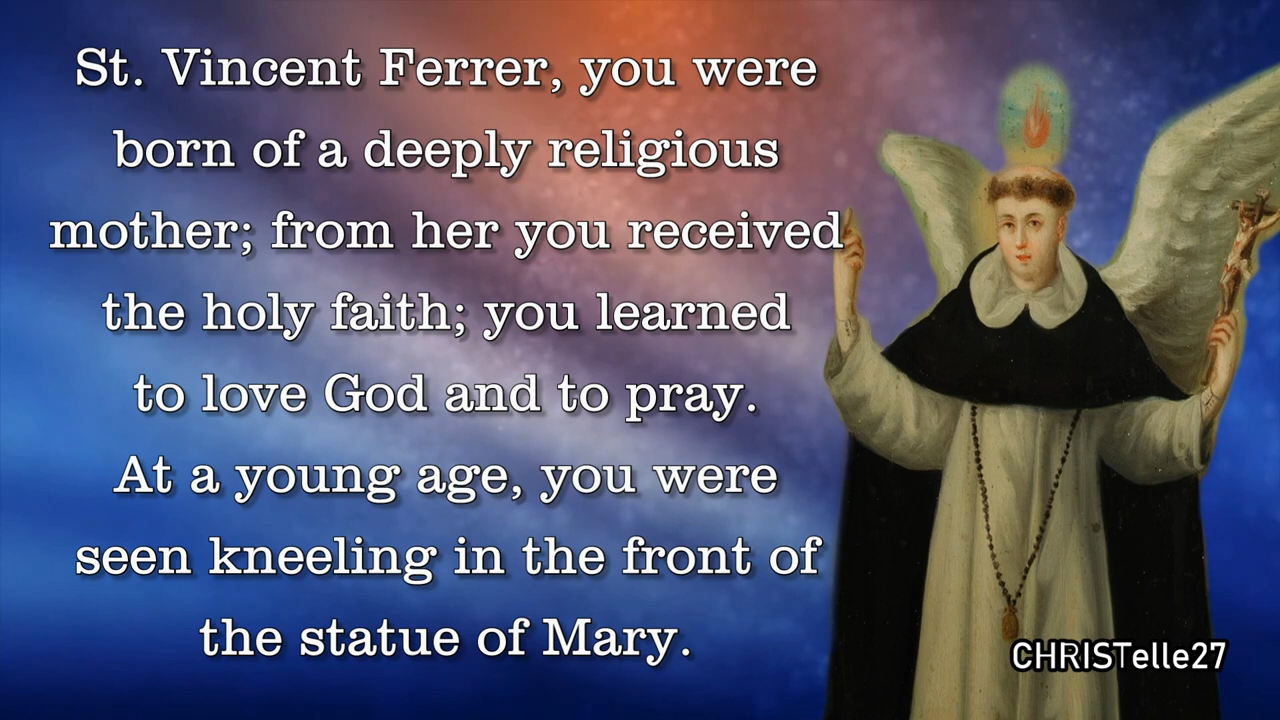 St. Vincent Ferrer, you were
born of a deeply religious
mother; from her you received
the holy faith; you learned
to love God and to pray.
At a young age, you were
seen kneeling in the front of
the statue of Mary.
CHRISTelle27